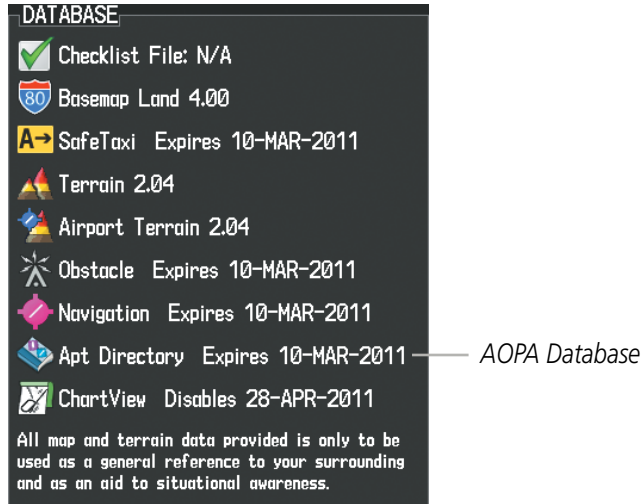 DATABASE
Checklist File: N/A
80 Basemap Land 4.00
A→ SafeTaxi Expires 10-MAR-2011
Terrain 2.04
Airport Terrain 2.04
Obstacle Expires 10-MAR-2011
Navigation Expires 10-MAR-2011
Apt Directory Expires 10-MAR-2011 AOPA Database
ChartView Disables 28-APR-2011
All map and terrain data provided is only to be
used as a general reference to your surrounding
and as an aid to situational awareness.